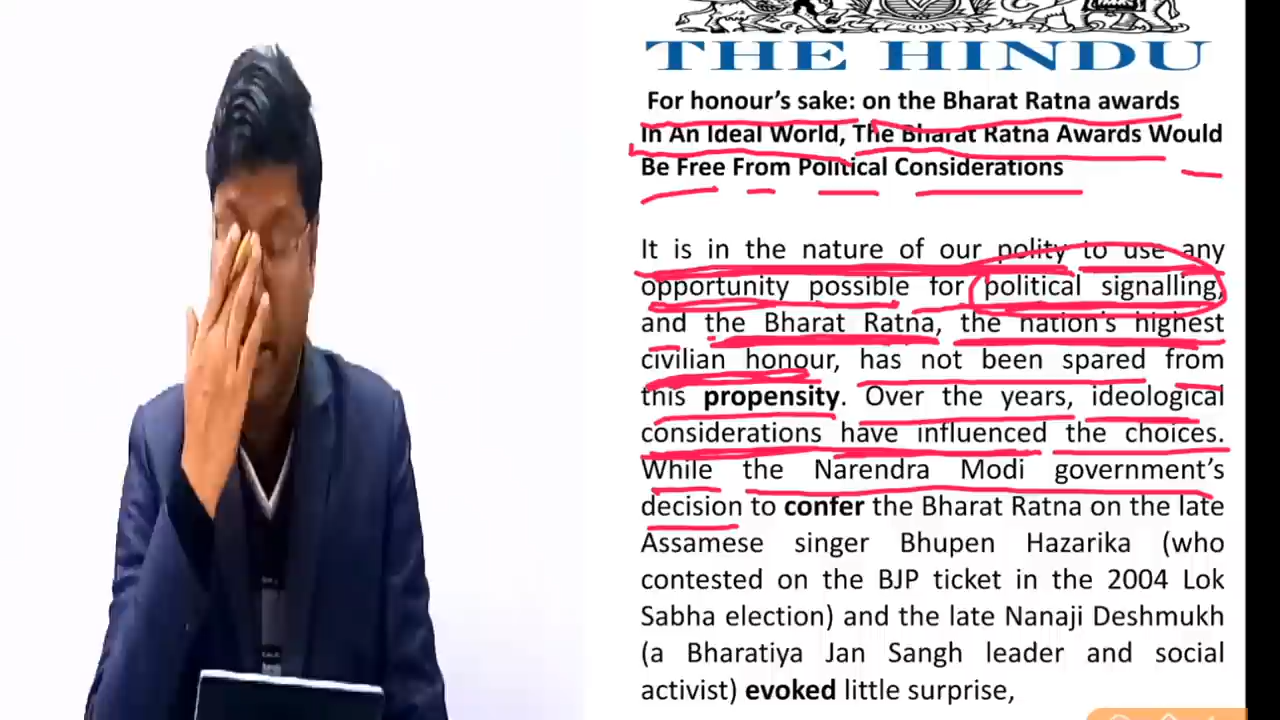 THE HINDU
For honour's sake: on the Bharat Ratna awards
In An Ideal World, The Bharat Ratna Awards Would
Be Free From Political Considerations
It is in the nature of our polity to use any
opportunity possible for political signalling,
and the Bharat Ratna, the nation's highest
civilian honour, has not been spared from
this propensity. Over the years, ideological
considerations have influenced the choices.
While the Narendra Modi government's
decision to confer the Bharat Ratna on the late
Assamese singer Bhupen Hazarika (who
contested on the BJP ticket in the 2004 Lok
Sabha election) and the late Nanaji Deshmukh
(a Bharatiya Jan Sangh leader and social
activist) evoked little surprise,